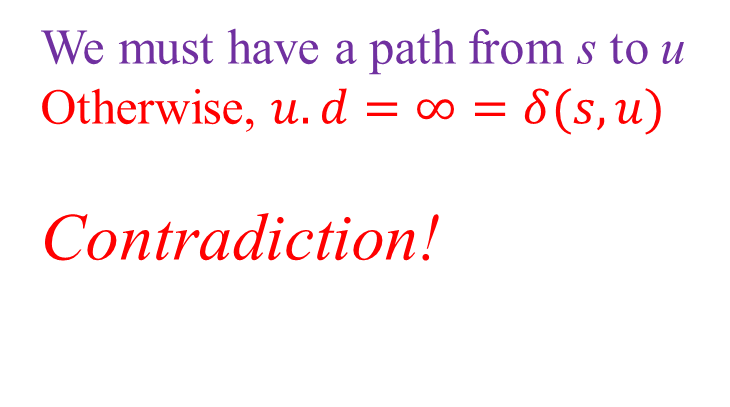 We must have a path from s to u
Otherwise, u. d = ∞ = δ(s, u)
Contradiction!